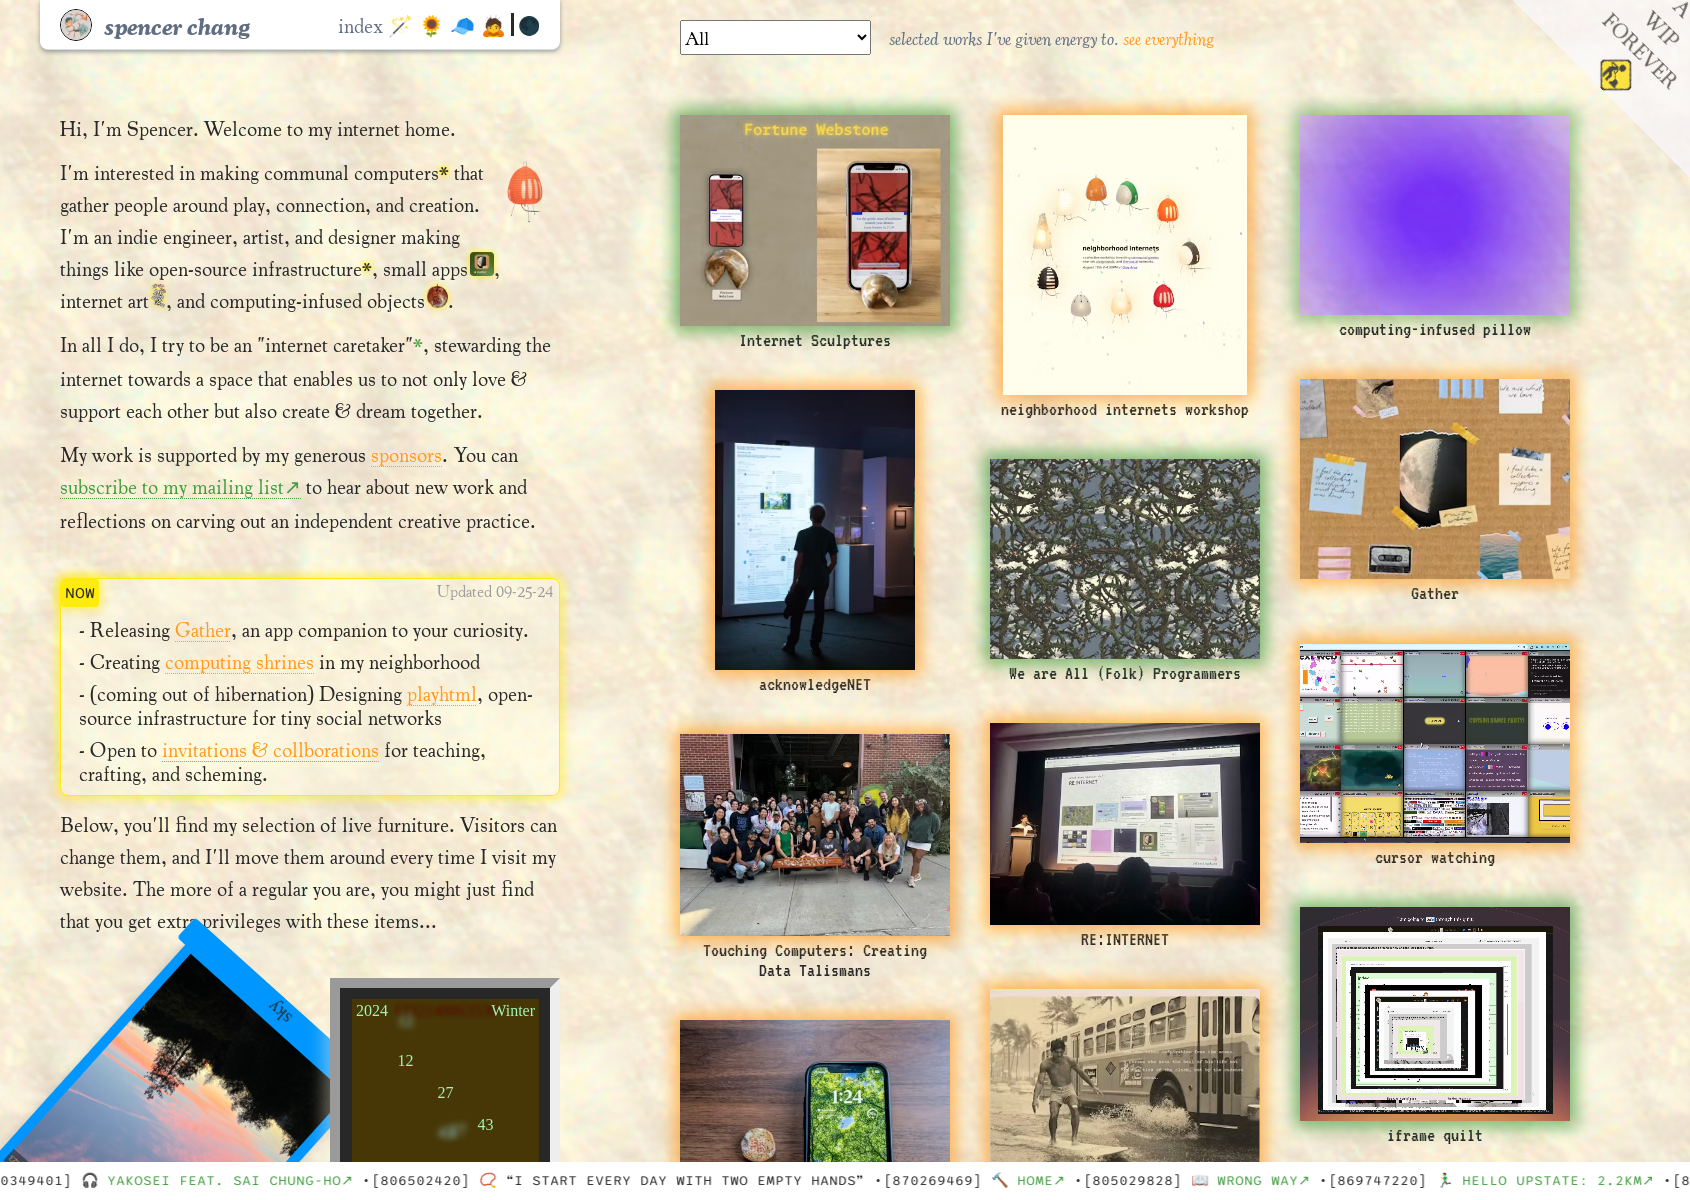 spencer chang
index
All
selected works I've given energy to. see everything
A
WIP
FOREVER
Hi, I'm Spencer. Welcome to my internet home.
I'm interested in making communal computers* that
gather people around play, connection, and creation.
I'm an indie engineer, artist, and designer making
things like open-source infrastructure*, small apps,
internet art, and computing-infused objects.
In all I do, I try to be an "internet caretaker"*, stewarding the
internet towards a space that enables us to not only love &
support each other but also create & dream together.
My work is supported by my generous sponsors. You can
subscribe to my mailing list↗ to hear about new work and
reflections on carving out an independent creative practice.
NOW
Updated 09-25-24
- Releasing Gather, an app companion to your curiosity.
- Creating computing shrines in my neighborhood
- (coming out of hibernation) Designing playhtml, open-
source infrastructure for tiny social networks
- Open to invitations & collborations for teaching,
crafting, and scheming.
Below, you'll find my selection of live furniture. Visitors can
change them, and I'll move them around every time I visit my
website. The more of a regular you are, you might just find
that you get extra privileges with these items...
sky
2024 Winter
12
27
43
Fortune Webstone
Internet Sculptures
neighborhood internets
neighborhood internets workshop
computing-infused pillow
acknowledgeNET
We are All (Folk) Programmers
Gather
Touching Computers: Creating
Data Talismans
RE:INTERNET
RE:INTERNET
cursor watching
1:24
iframe quilt
0349401] 🎧 YAKOSEI FEAT. SAI CHUNG-HO↗ •[806502420] 📿 “I START EVERY DAY WITH TWO EMPTY HANDS” •[870269469] 🔨 HOME↗ •[805029828] 📖 WRONG WAY↗ •[869747220] 🏃‍♂️ HELLO UPSTATE: 2.2KM↗ •[8